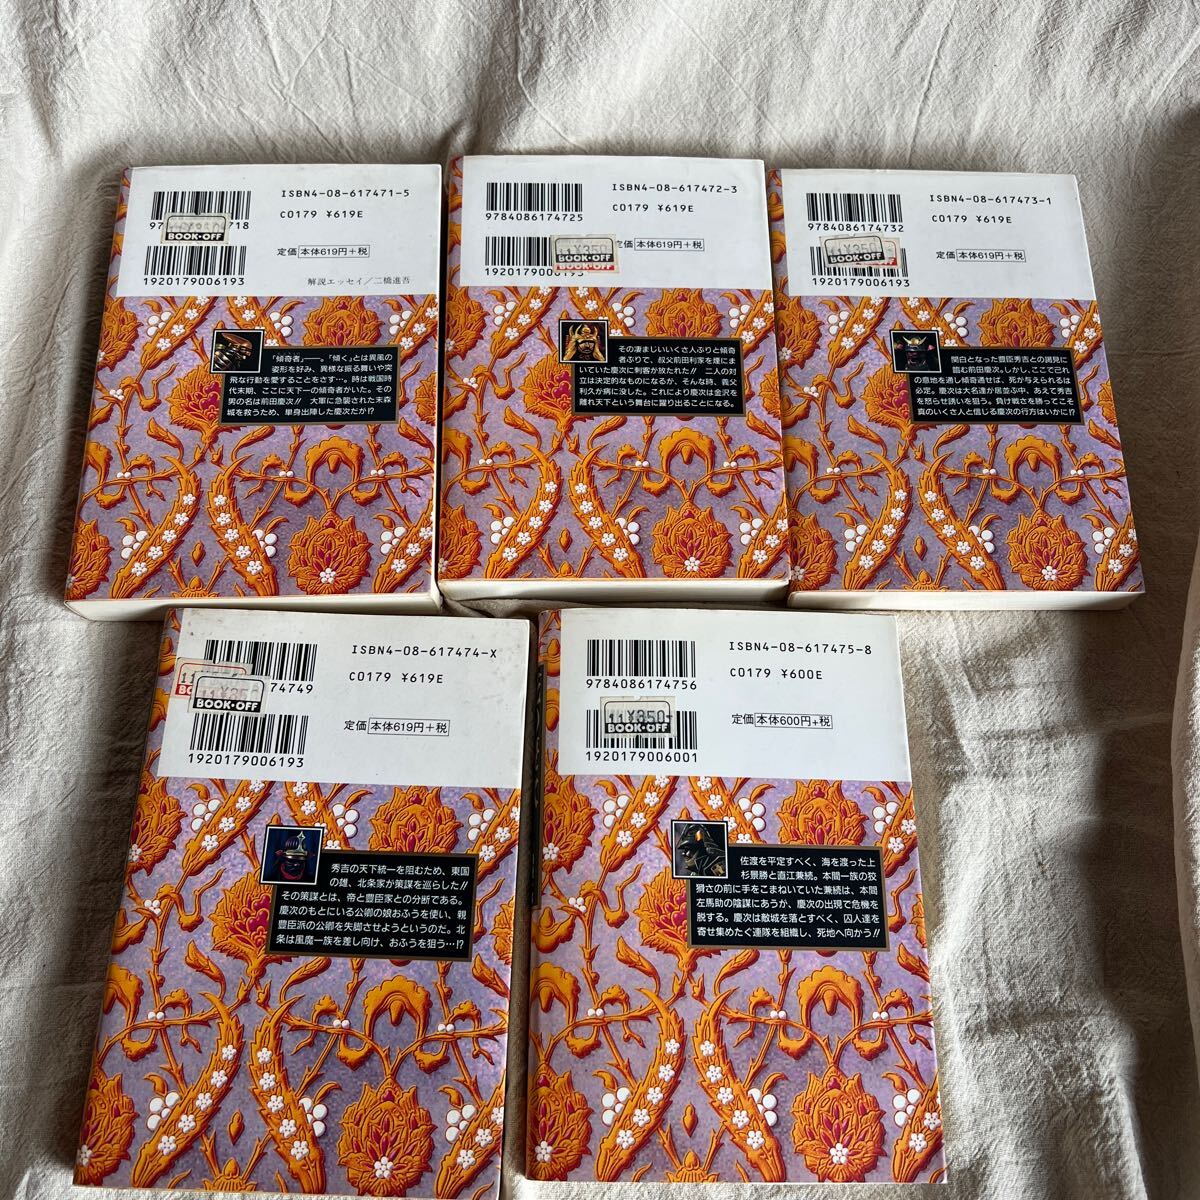 ISBN4-08-617471-5
C0179 ¥619E
BOOK・OFF
定価 本体619円+税
1920179006193
解説エッセイ/二橋進吾
「傾奇者」――。「傾く」とは異風の
姿形を好み、異様な振る舞いや突
飛な行動を愛することをさす…。時は戦国時
代末期、ここに天下一の傾奇者がいた。その
男の名は前田慶次!! 大軍に急襲された末森
城を救うため、単身出陣した慶次だが!?
ISBN4-08-617472-3
9784086174725
C0179 ¥619E
11 ¥350
BOOK・OFF
BOOK・OFF
定価 本体619円+税
1920179006193
その凄まじいいくさ人ぶりと傾奇
者ぶりで、叔父前田利家を煙にま
いていた慶次に刺客が放たれた!! 二人の対
立は決定的なものになるが、そんな時、義父
利久が病に没した。これにより慶次は金沢を
離れ天下という舞台に躍り出ることになる。
ISBN4-08-617473-1
9784086174732
C0179 ¥619E
11 ¥350
BOOK・OFF
定価 本体619円+税
1920179006193
関白となった豊臣秀吉との謁見に
臨む前田慶次。しかし、ここで己れ
の意地を通し傾奇通せば、死が与えられるは
必定。慶次は大名達が居並ぶ中、あえて秀吉
を怒らせ誘いを狙う。負け戦さを勝ってこそ
真のいくさ人と信じる慶次の行方はいかに!?
ISBN4-08-617474-X
74749
C0179 ¥619E
11 ¥350
BOOK・OFF
定価 本体619円+税
1920179006193
秀吉の天下統一を阻むため、東国
の雄、北条家が策謀を巡らした!!
その策謀とは、帝と豊臣家との分断である。
慶次のもとにいる公卿の娘おふうを使い、親
豊臣派の公卿を失脚させようというのだ。北
条は風魔一族を差し向け、おふうを狙う…!?
ISBN4-08-617475-8
9784086174756
C0179 ¥600E
11 ¥350-
BOOK・OFF
定価 本体600円+税
1920179006001
佐渡を平定すべく、海を渡った上
杉景勝と直江兼続。本間一族の狡
猾さの前に手をこまねいていた兼続は、本間
左馬助の陰謀にあうが、慶次の出現で危機を
脱する。慶次は敵城を落とすべく、囚人達を
寄せ集めたぐ連隊を組織し、死地へ向かう!!